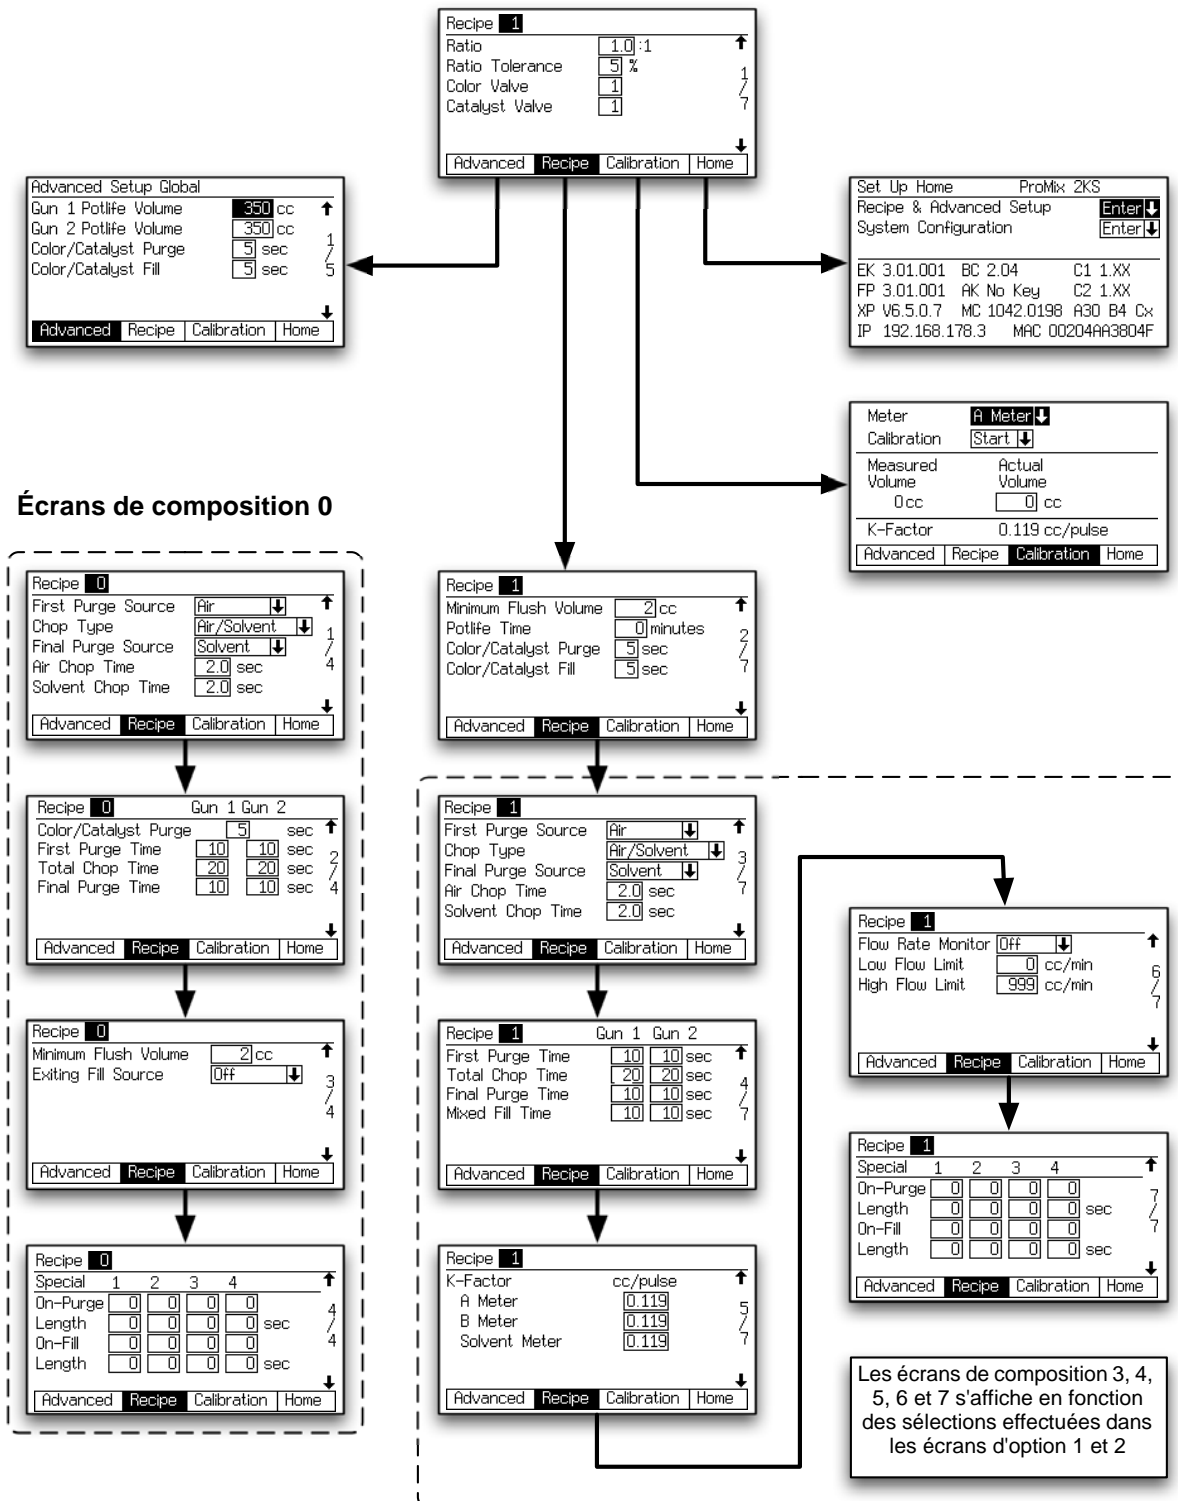 Recipe 1
Ratio 1.0 :1
Ratio Tolerance 5 %
Color Valve 1
Catalyst Valve 1
1
/
7
Advanced Recipe Calibration Home
Advanced Setup Global
Gun 1 Potlife Volume 350 cc
Gun 2 Potlife Volume 350 cc
Color/Catalyst Purge 5 sec
Color/Catalyst Fill 5 sec
1
/
5
Advanced Recipe Calibration Home
Set Up Home ProMix 2KS
Recipe & Advanced Setup Enter
System Configuration Enter
EK 3.01.001 BC 2.04 C1 1.XX
FP 3.01.001 AK No Key C2 1.XX
XP V6.5.0.7 MC 1042.0198 A30 B4 Cx
IP 192.168.178.3 MAC 00204AA3804F
Meter A Meter
Calibration Start
Measured Actual
Volume Volume
0cc 0 cc
K-Factor 0.119 cc/pulse
Advanced Recipe Calibration Home
Écrans de composition 0
Recipe 0
First Purge Source Air
Chop Type Air/Solvent
Final Purge Source Solvent
Air Chop Time 2.0 sec
Solvent Chop Time 2.0 sec
1
/
4
Advanced Recipe Calibration Home
Recipe 0 Gun 1 Gun 2
Color/Catalyst Purge 5 sec
First Purge Time 10 10 sec
Total Chop Time 20 20 sec
Final Purge Time 10 10 sec
2
/
4
Advanced Recipe Calibration Home
Recipe 0
Minimum Flush Volume 2 cc
Exiting Fill Source Off
3
/
4
Advanced Recipe Calibration Home
Recipe 0
Special 1 2 3 4
On-Purge 0 0 0 0
Length 0 0 0 0 sec
On-Fill 0 0 0 0
Length 0 0 0 0 sec
4
/
4
Advanced Recipe Calibration Home
Recipe 1
Minimum Flush Volume 2 cc
Potlife Time 0 minutes
Color/Catalyst Purge 5 sec
Color/Catalyst Fill 5 sec
2
/
7
Advanced Recipe Calibration Home
Recipe 1
First Purge Source Air
Chop Type Air/Solvent
Final Purge Source Solvent
Air Chop Time 2.0 sec
Solvent Chop Time 2.0 sec
3
/
7
Advanced Recipe Calibration Home
Recipe 1 Gun 1 Gun 2
First Purge Time 10 10 sec
Total Chop Time 20 20 sec
Final Purge Time 10 10 sec
Mixed Fill Time 10 10 sec
4
/
7
Advanced Recipe Calibration Home
Recipe 1
K-Factor cc/pulse
A Meter 0.119
B Meter 0.119
Solvent Meter 0.119
5
/
7
Advanced Recipe Calibration Home
Recipe 1
Flow Rate Monitor Off
Low Flow Limit 0 cc/min
High Flow Limit 999 cc/min
6
/
7
Advanced Recipe Calibration Home
Recipe 1
Special 1 2 3 4
On-Purge 0 0 0 0
Length 0 0 0 0 sec
On-Fill 0 0 0 0
Length 0 0 0 0 sec
7
/
7
Advanced Recipe Calibration Home
Les écrans de composition 3, 4,
5, 6 et 7 s'affiche en fonction
des sélections effectuées dans
les écrans d'option 1 et 2